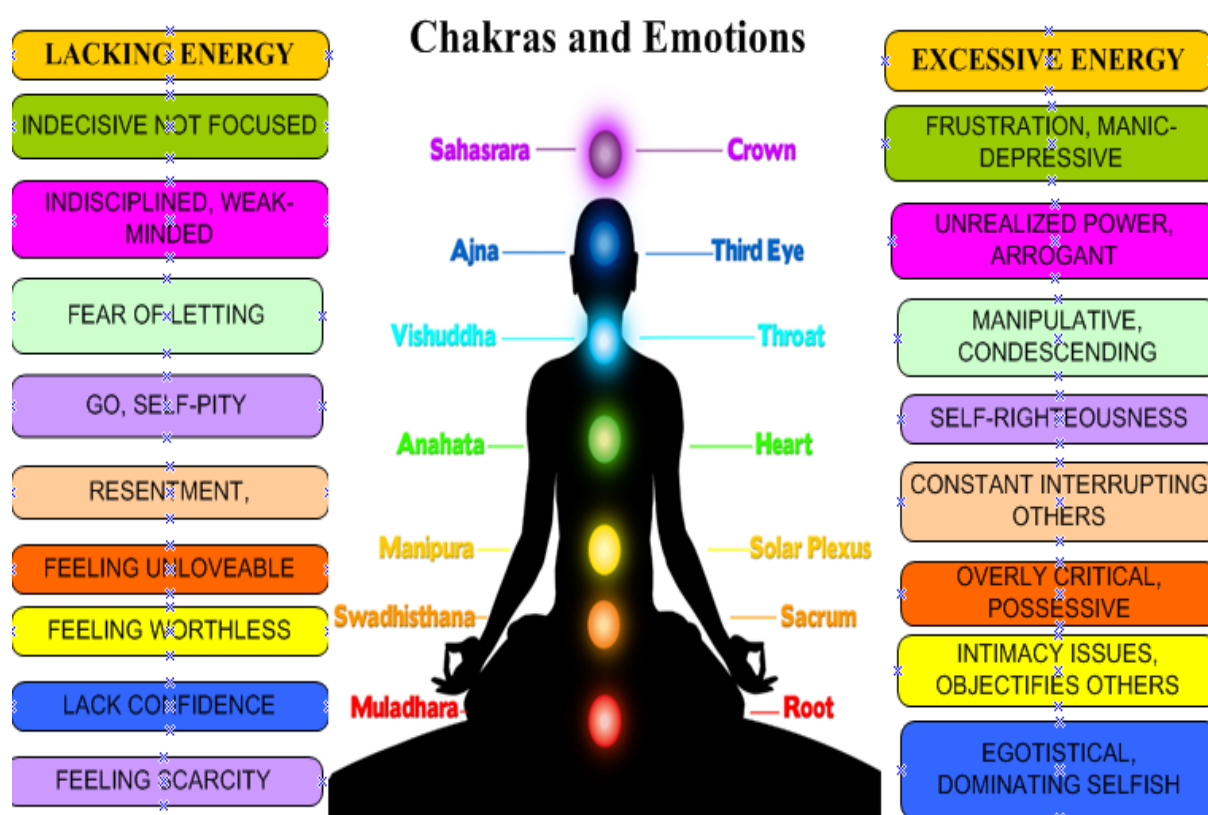 Chakras and Emotions
LACKING ENERGY
INDECISIVE NOT FOCUSED
INDISCIPLINED, WEAK-
MINDED
FEAR OF LETTING
GO, SELF-PITY
RESENTMENT,
FEELING UNLOVEABLE
FEELING WORTHLESS
LACK CONFIDENCE
FEELING SCARCITY
Sahasrara Crown
Ajna Third Eye
Vishuddha Throat
Anahata Heart
Manipura Solar Plexus
Swadhisthana Sacrum
Muladhara Root
EXCESSIVE ENERGY
FRUSTRATION, MANIC-
DEPRESSIVE
UNREALIZED POWER,
ARROGANT
MANIPULATIVE,
CONDESCENDING
SELF-RIGHTEOUSNESS
CONSTANT INTERRUPTING
OTHERS
OVERLY CRITICAL,
POSSESSIVE
INTIMACY ISSUES,
OBJECTIFIES OTHERS
EGOTISTICAL,
DOMINATING SELFISH